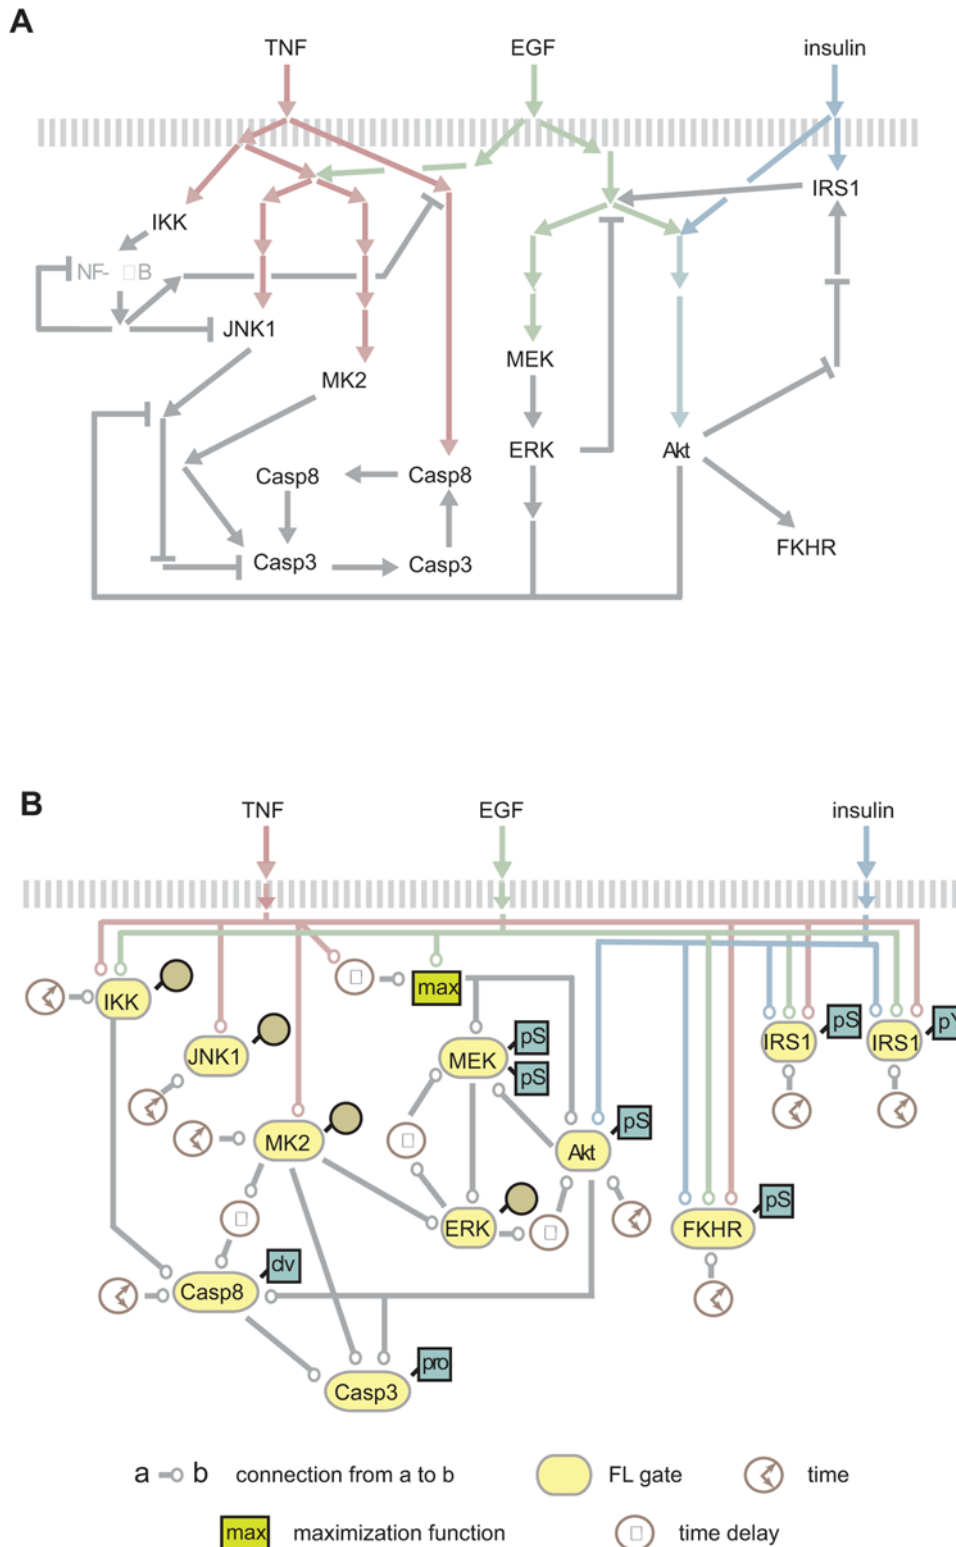 A
TNF EGF insulin
IRS1
IKK
NF- □B
JNK1
MEK
MK2
ERK Akt
Casp8 Casp8
FKHR
Casp3 Casp3
B
TNF EGF insulin
IKK □ max
pS pS pY
JNK1 MEK IRS1 IRS1
pS
pS
MK2 □ Akt
pS
□ ERK □ FKHR
dv
Casp8
pro
Casp3
a b connection from a to b FL gate time
max maximization function □ time delay